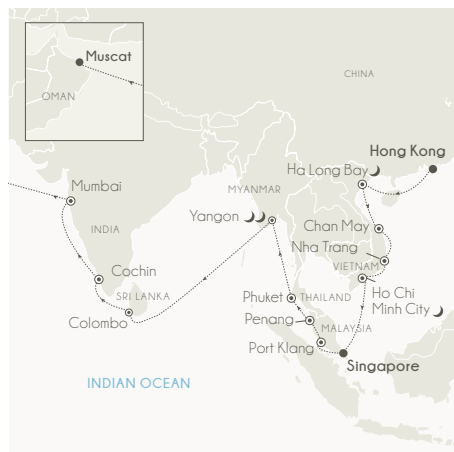 Muscat
OMAN
CHINA
Hong Kong
Ha Long Bay
MYANMAR
Mumbai
Yangon
Chan May
INDIA
Nha Trang
VIETNAM
Cochin
SRI LANKA
Phuket
THAILAND
Ho Chi
Minh City
Colombo
Penang
MALAYSIA
Port Klang
Singapore
INDIAN OCEAN